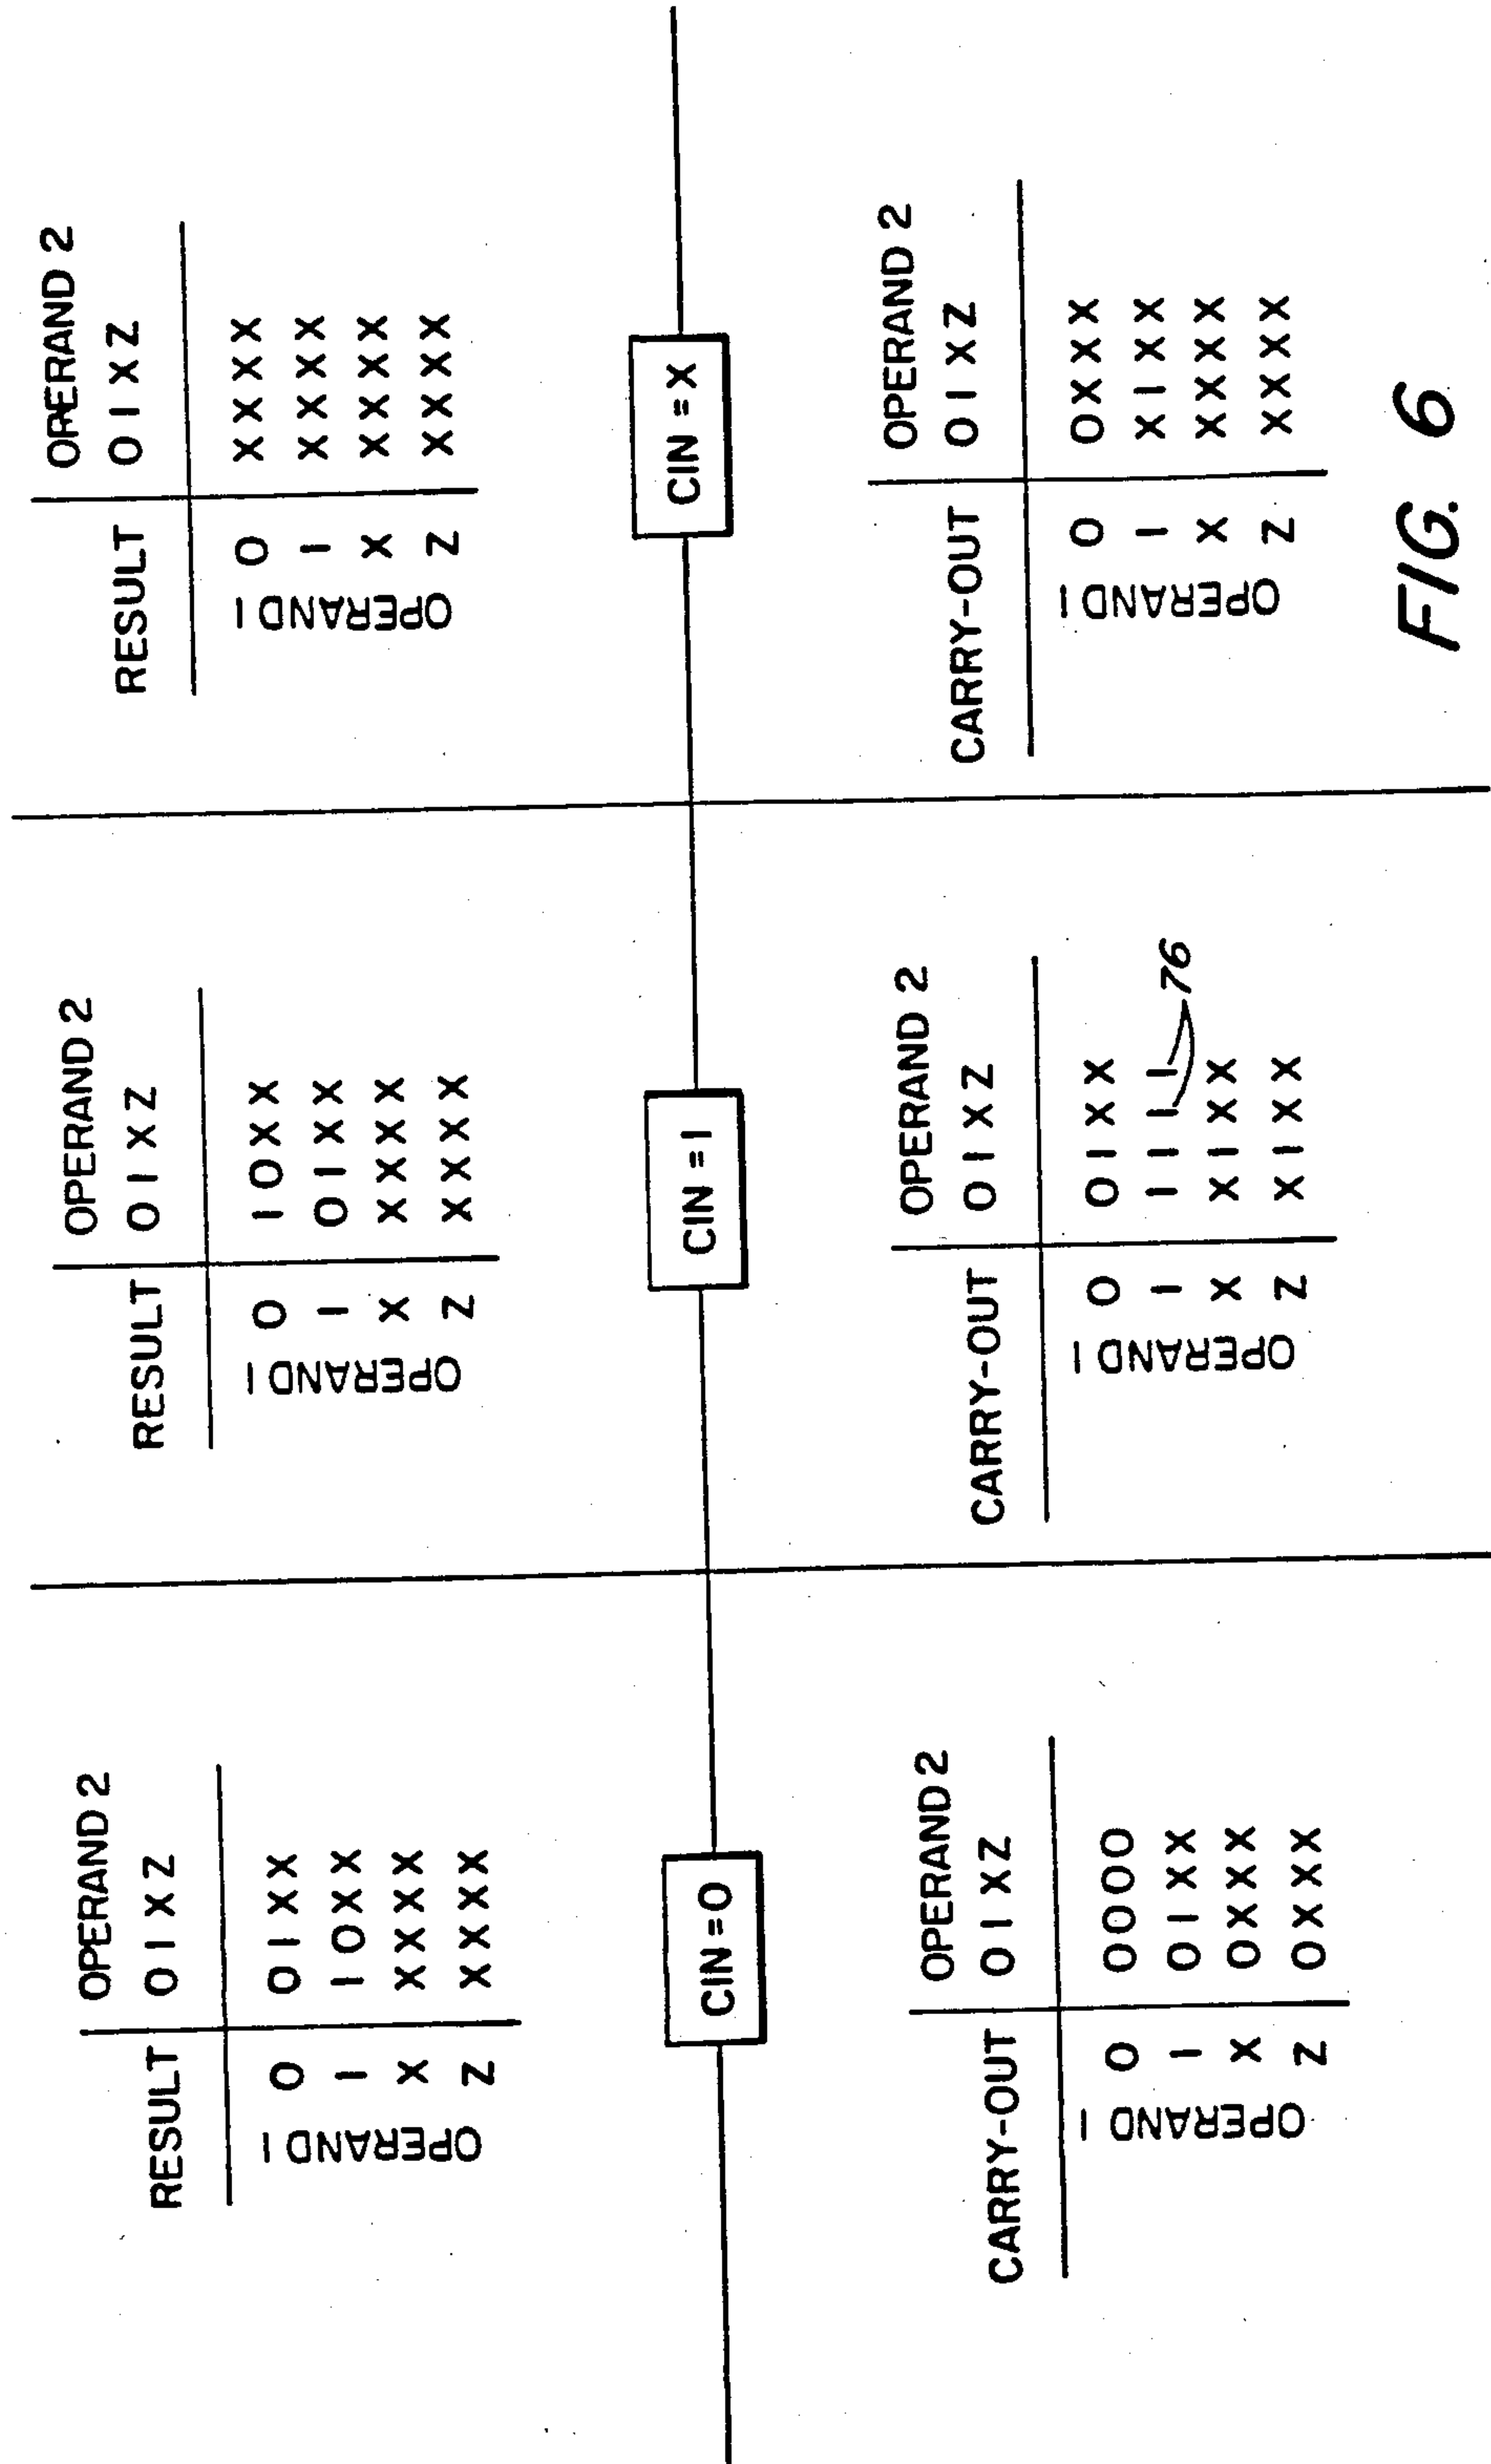 OPERAND 2
RESULT 0 1 X Z
0 0 1 X X
1 1 0 X X
X X X X X
Z X X X X
OPERAND 1
CIN = 0
OPERAND 2
CARRY-OUT 0 1 X Z
0 0 0 0 0
1 0 1 X X
X 0 X X X
Z 0 X X X
OPERAND 1
OPERAND 2
RESULT 0 1 X Z
0 1 0 X X
1 0 1 X X
X X X X X
Z X X X X
OPERAND 1
CIN = 1
OPERAND 2
CARRY-OUT 0 1 X Z
0 0 1 X X
1 1 1 1 1
X X 1 X X
Z X 1 X X
OPERAND 1
76
OPERAND 2
RESULT 0 1 X Z
0 X X X X
1 X X X X
X X X X X
Z X X X X
OPERAND 1
CIN = X
OPERAND 2
CARRY-OUT 0 1 X Z
0 0 X X X
1 X 1 X X
X X X X X
Z X X X X
OPERAND 1
FIG. 6